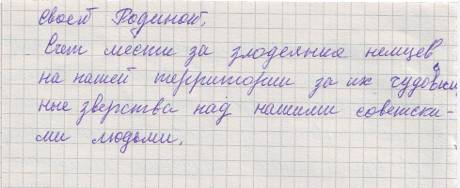 своей Родиной,
Счет мести за злодеяния немцев
на нашей территории за их чудовищ
ные зверства над нашими советски-
ми людьми.